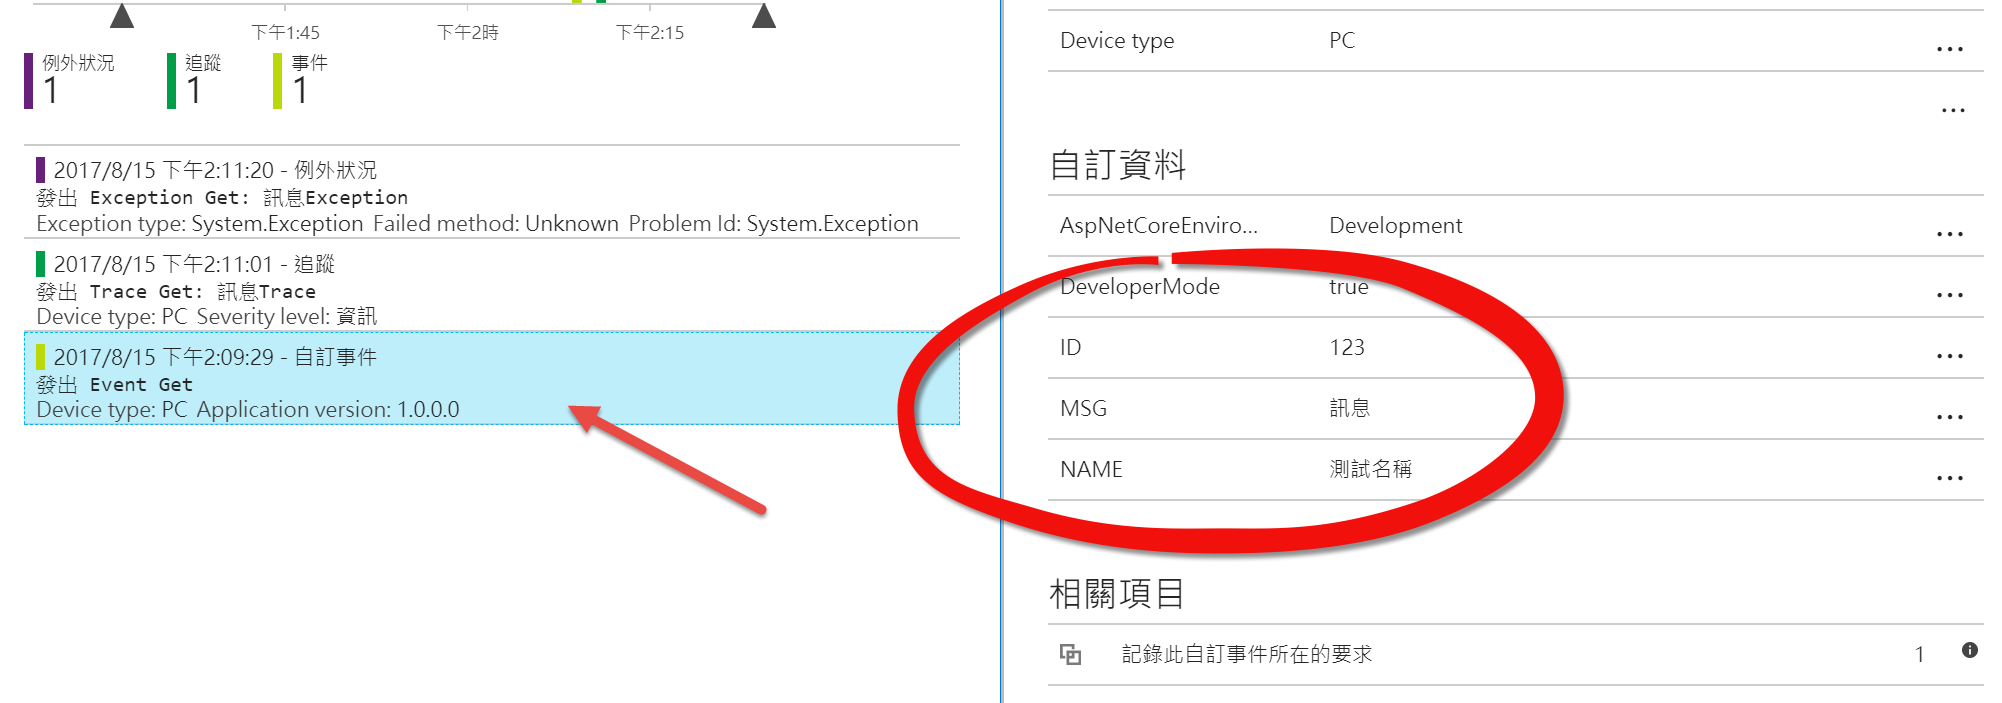 下午1:45
下午2時
下午2:15
例外狀況
1
追蹤
1
事件
1
2017/8/15 下午2:11:20 - 例外狀況
發出 Exception Get: 訊息Exception
Exception type: System.Exception Failed method: Unknown Problem Id: System.Exception
2017/8/15 下午2:11:01 - 追蹤
發出 Trace Get: 訊息Trace
Device type: PC Severity level: 資訊
2017/8/15 下午2:09:29 - 自訂事件
發出 Event Get
Device type: PC Application version: 1.0.0.0
Device type PC ...
...
自訂資料
AspNetCoreEnviro... Development ...
DeveloperMode true ...
ID 123 ...
MSG 訊息 ...
NAME 測試名稱 ...
相關項目
記錄此自訂事件所在的要求 1